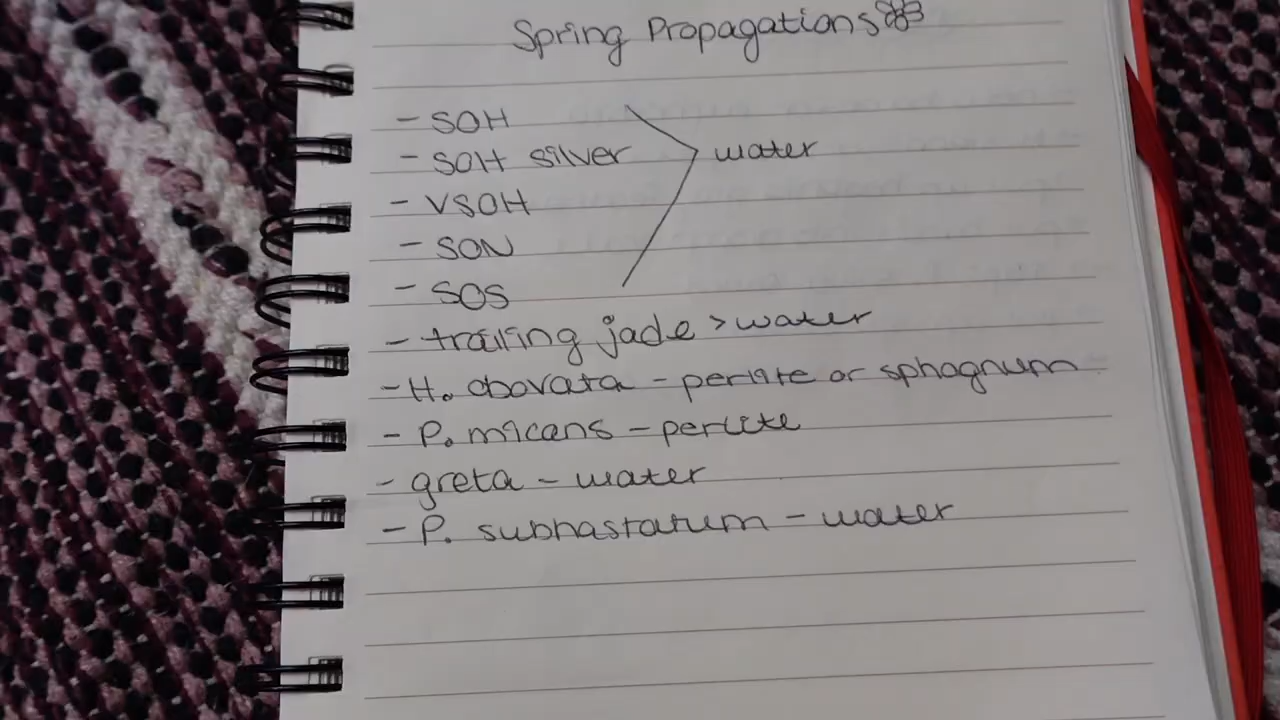 Spring Propagations
- SOH
- SOH silver
- VSOH
- SON
- SOS
> water
- trailing jade > water
- H. obovata - perlite or sphagnum
- P. micans - perlite
- greta - water
- P. subhastatum - water